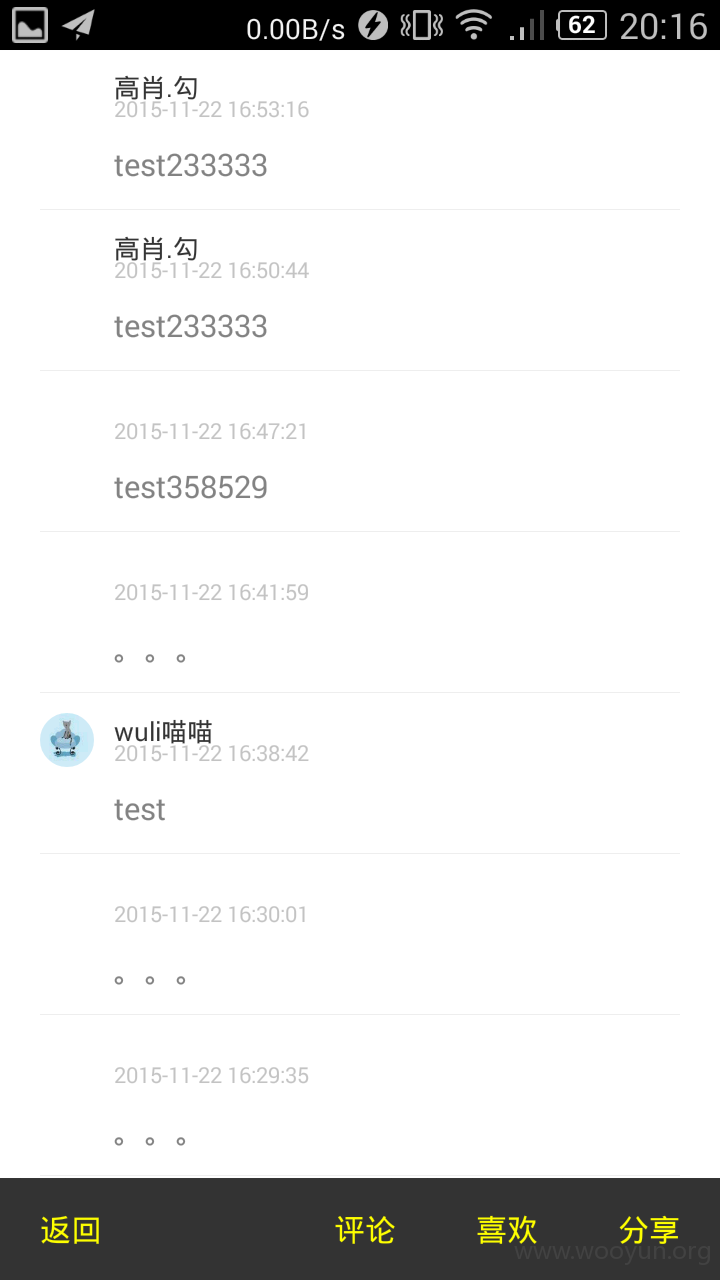 0.00B/s 62 20:16
高肖.勾
2015-11-22 16:53:16
test233333
高肖.勾
2015-11-22 16:50:44
test233333
2015-11-22 16:47:21
test358529
2015-11-22 16:41:59
。。。
wuli喵喵
2015-11-22 16:38:42
test
2015-11-22 16:30:01
。。。
2015-11-22 16:29:35
。。。
返回 评论 喜欢 分享
www.wooyun.org